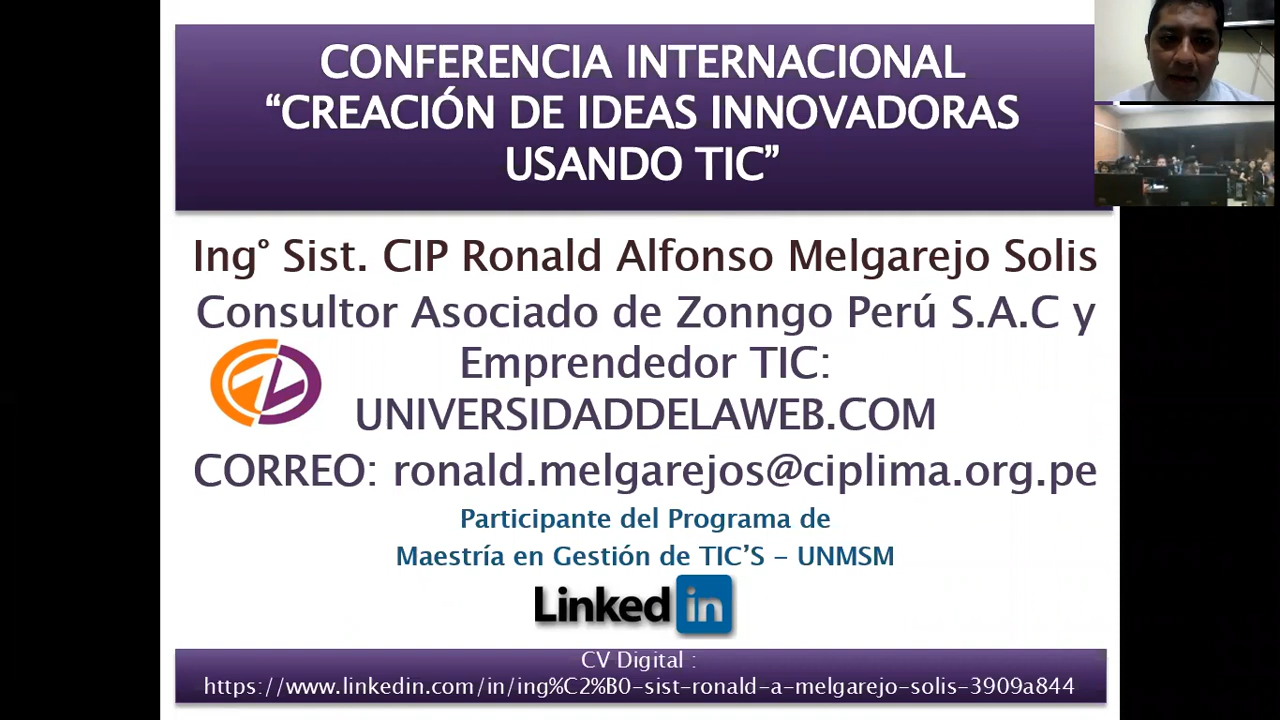 CONFERENCIA INTERNACIONAL
“CREACIÓN DE IDEAS INNOVADORAS
USANDO TIC”
Ing° Sist. CIP Ronald Alfonso Melgarejo Solis
Consultor Asociado de Zonngo Perú S.A.C y
Emprendedor TIC:
UNIVERSIDADDELAWEB.COM
CORREO: ronald.melgarejos@ciplima.org.pe
Participante del Programa de
Maestría en Gestión de TIC’S – UNMSM
Linked in
CV Digital :
https://www.linkedin.com/in/ing%C2%B0-sist-ronald-a-melgarejo-solis-3909a844